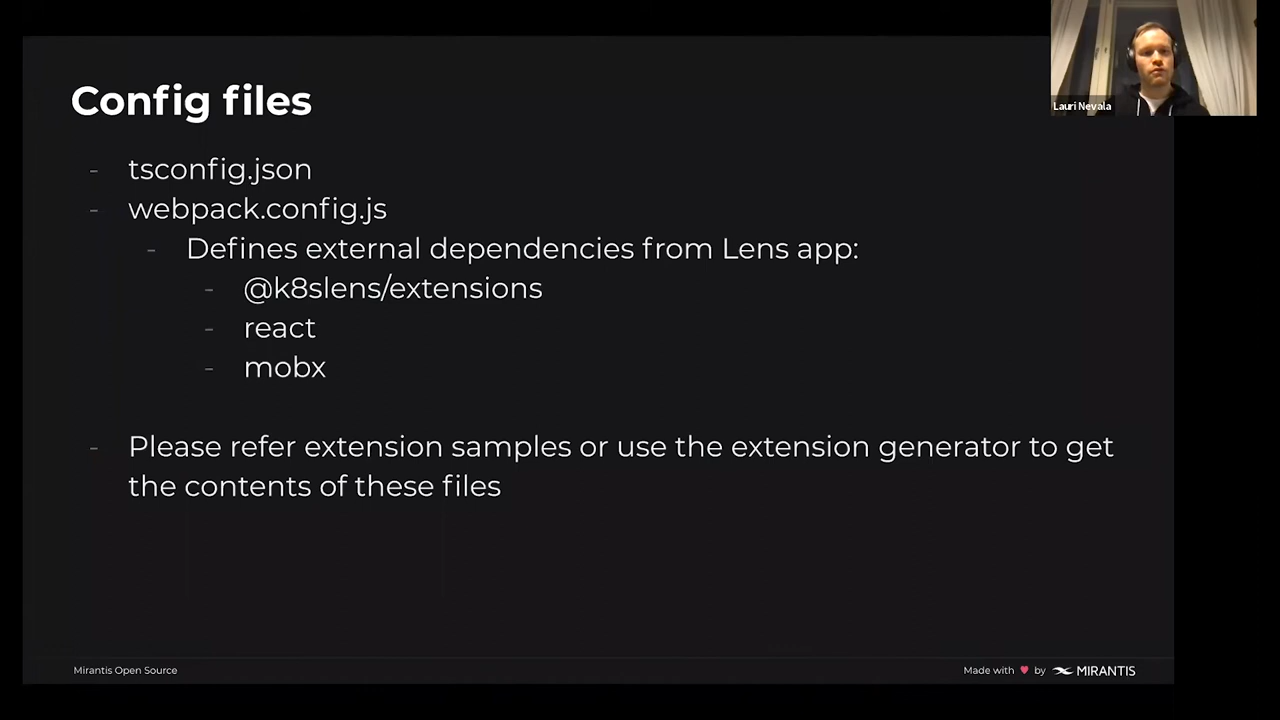 Config files
Lauri Nevala
- tsconfig.json
- webpack.config.js
- Defines external dependencies from Lens app:
- @k8slens/extensions
- react
- mobx
- Please refer extension samples or use the extension generator to get
the contents of these files
Mirantis Open Source
Made with ♥ by MIRANTIS